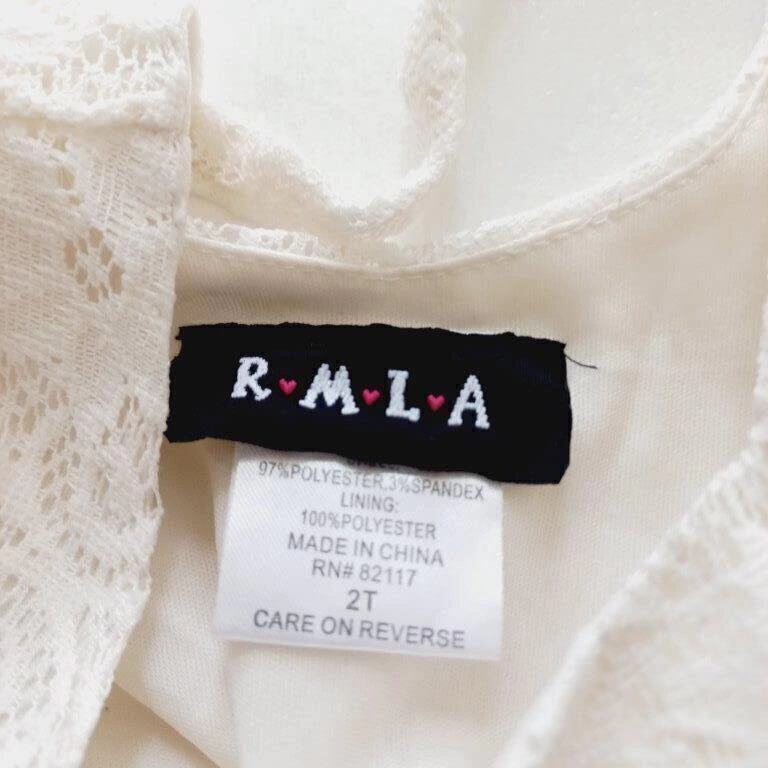 R♥M♥L♥A
97%POLYESTER,3%SPANDEX
LINING:
100%POLYESTER
MADE IN CHINA
RN# 82117
2T
CARE ON REVERSE